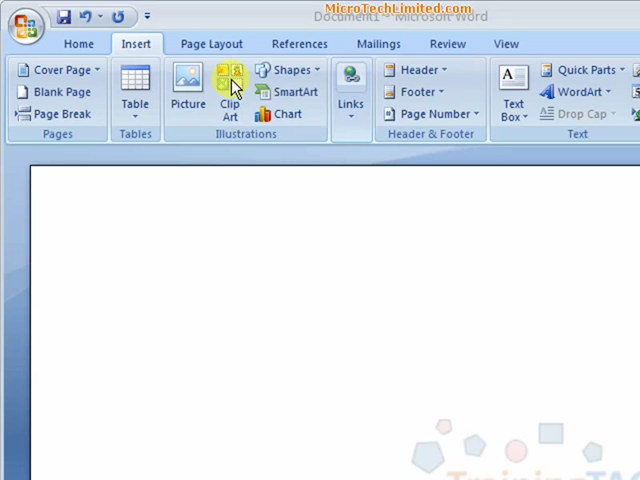 MicroTechLimited.com
Document1 - Microsoft Word
Home Insert Page Layout References Mailings Review View
Cover Page Shapes Header Quick Parts
Blank Page SmartArt Footer WordArt
Page Break Table Picture Clip Art Chart Links Page Number Text Box Drop Cap
Pages Tables Illustrations Header & Footer Text